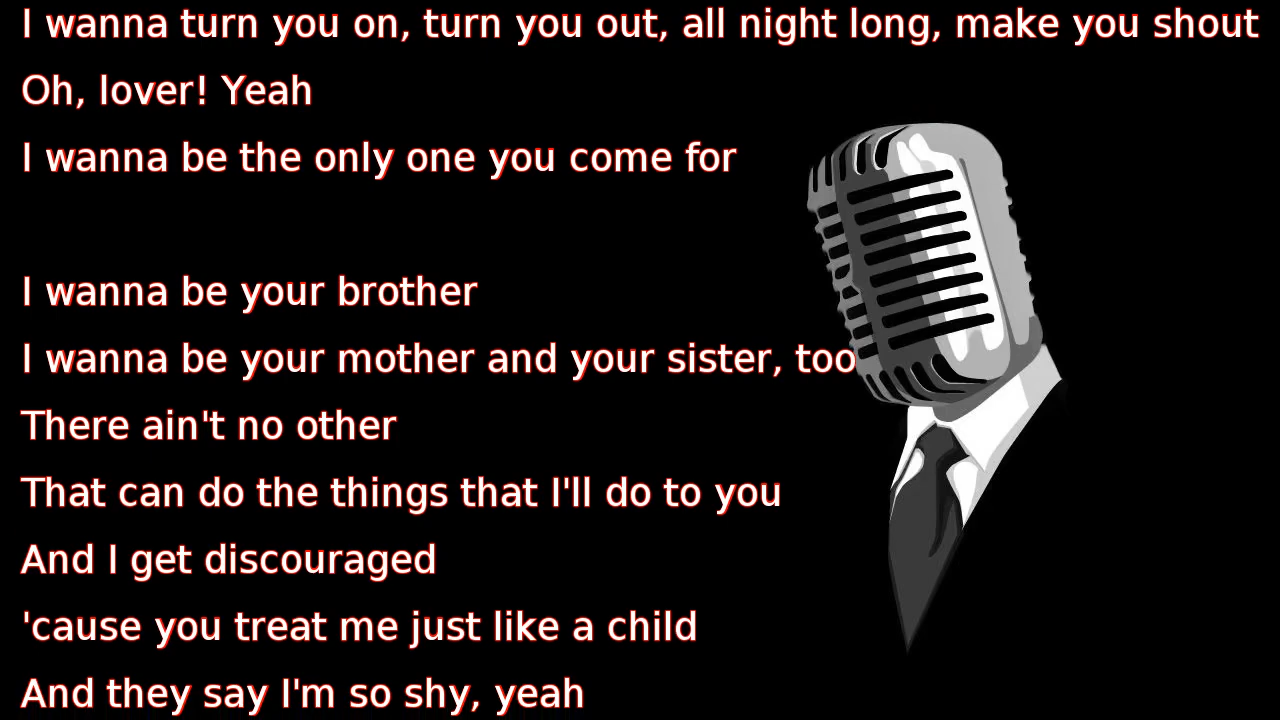 I wanna turn you on, turn you out, all night long, make you shout
Oh, lover! Yeah
I wanna be the only one you come for
I wanna be your brother
I wanna be your mother and your sister, too
There ain't no other
That can do the things that I'll do to you
And I get discouraged
'cause you treat me just like a child
And they say I'm so shy, yeah